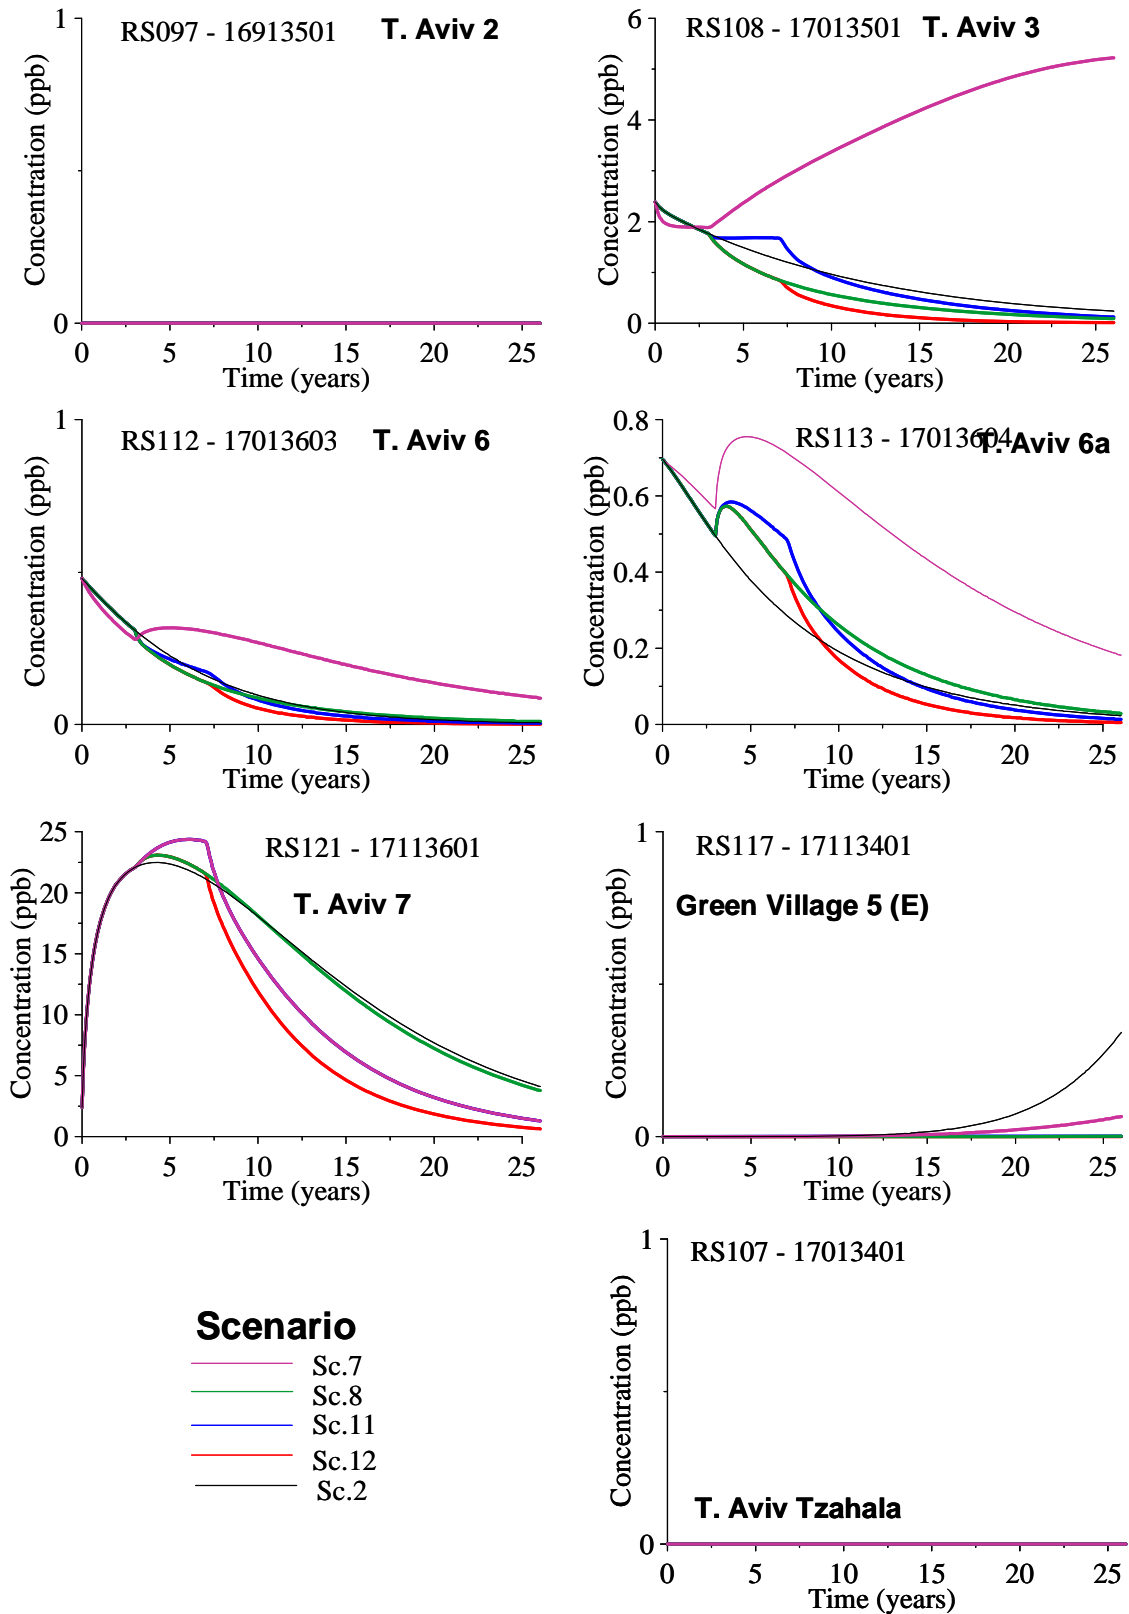 RS097 - 16913501 T. Aviv 2
1
0
Concentration (ppb)
0 5 10 15 20 25
Time (years)
RS108 - 17013501 T. Aviv 3
6
4
2
0
Concentration (ppb)
0 5 10 15 20 25
Time (years)
RS112 - 17013603 T. Aviv 6
1
0
Concentration (ppb)
0 5 10 15 20 25
Time (years)
RS113 - 17013604 T. Aviv 6a
0.8
0.6
0.4
0.2
0
Concentration (ppb)
0 5 10 15 20 25
Time (years)
RS121 - 17113601
T. Aviv 7
25
20
15
10
5
0
Concentration (ppb)
0 5 10 15 20 25
Time (years)
RS117 - 17113401
Green Village 5 (E)
1
0
Concentration (ppb)
0 5 10 15 20 25
Time (years)
Scenario
Sc.7
Sc.8
Sc.11
Sc.12
Sc.2
RS107 - 17013401
1
0
Concentration (ppb)
T. Aviv Tzahala
0 5 10 15 20 25
Time (years)